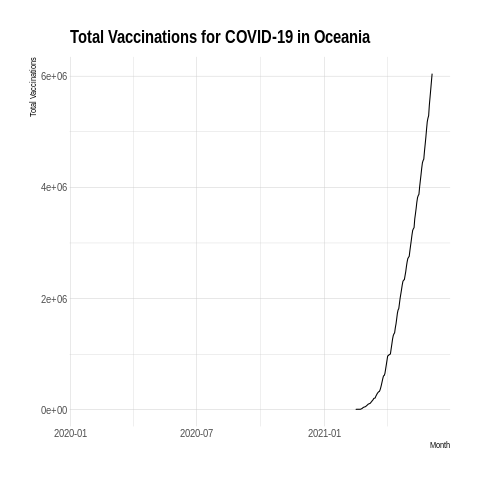 Total Vaccinations for COVID-19 in Oceania
Total Vaccinations
6e+06
4e+06
2e+06
0e+00
2020-01
2020-07
2021-01
Month